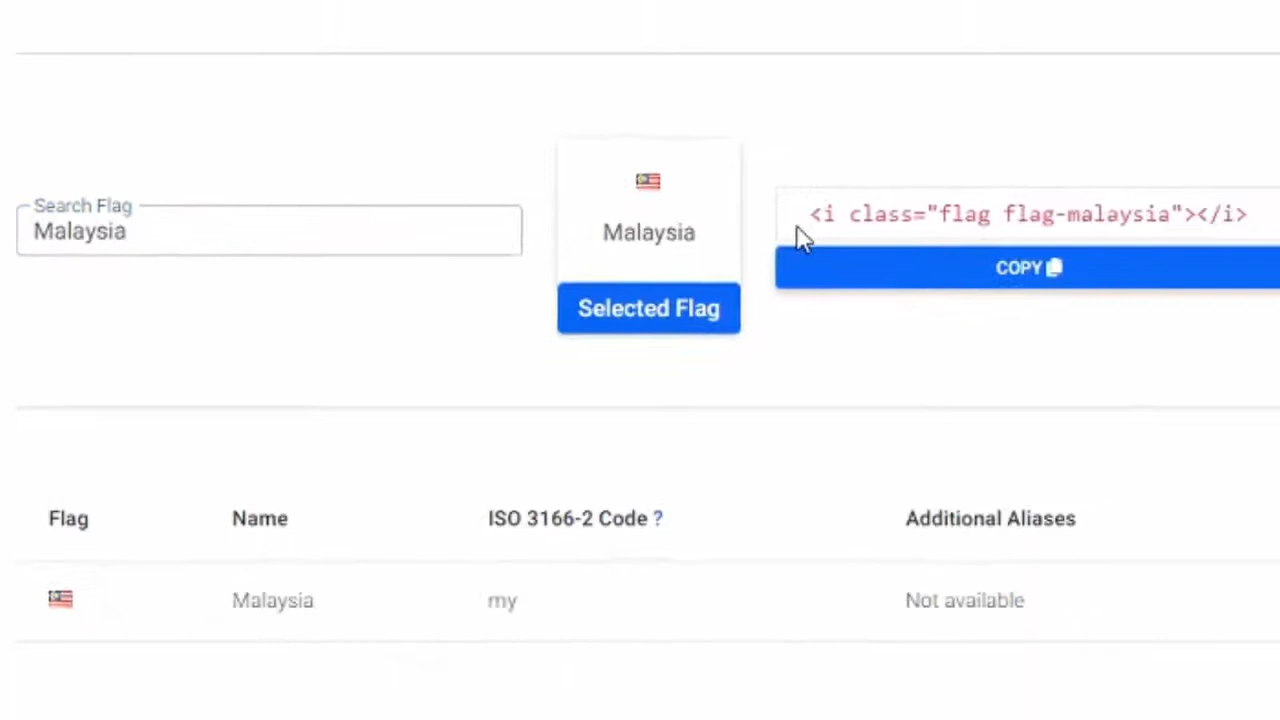 Search Flag
Malaysia
Malaysia
Selected Flag
<i class="flag flag-malaysia"></i>
COPY
Flag Name ISO 3166-2 Code ? Additional Aliases
Malaysia my Not available